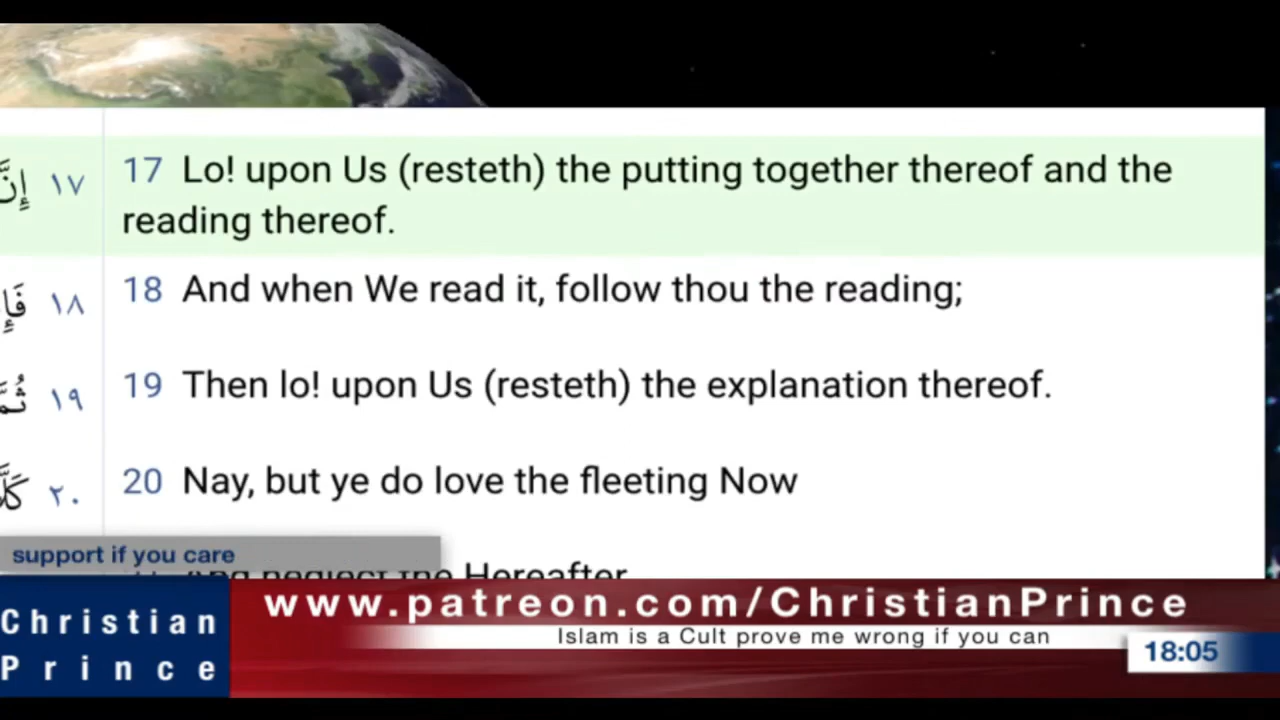 إِنَّ ١٧ 17 Lo! upon Us (resteth) the putting together thereof and the
reading thereof.
فَإِ ١٨ 18 And when We read it, follow thou the reading;
ثُمَّ ١٩ 19 Then lo! upon Us (resteth) the explanation thereof.
كَلَّ ٢٠ 20 Nay, but ye do love the fleeting Now
And neglect the Hereafter
support if you care
Christian
Prince
www.patreon.com/ChristianPrince
Islam is a Cult prove me wrong if you can
18:05